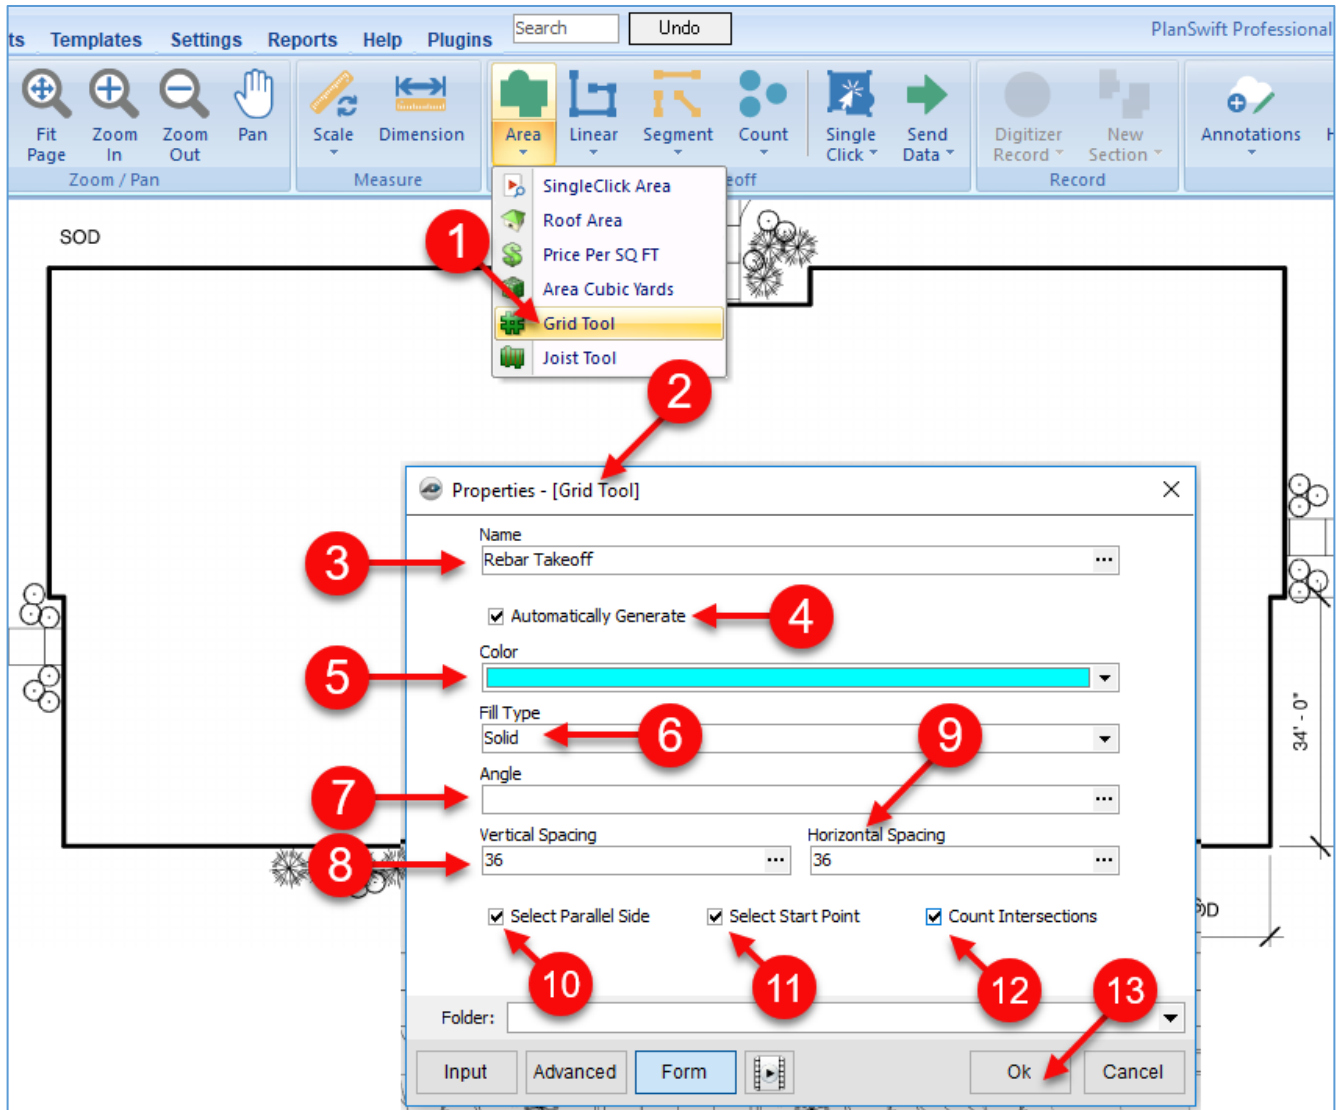 Search
Undo
ts Templates Settings Reports Help Plugins
PlanSwift Professional
Fit Page
Zoom In
Zoom Out
Pan
Scale
Dimension
Area
Linear
Segment
Count
Single Click
Send Data
Digitizer Record
New Section
Annotations
H
Zoom / Pan
Measure
eoff
Record
SingleClick Area
Roof Area
Price Per SQ FT
Area Cubic Yards
Grid Tool
Joist Tool
SOD
1
2
Properties - [Grid Tool]
Name
Rebar Takeoff
3
Automatically Generate
4
Color
5
Fill Type
Solid
6
9
Angle
7
Vertical Spacing
Horizontal Spacing
36
36
8
Select Parallel Side
Select Start Point
Count Intersections
10
11
12
13
Folder:
Input
Advanced
Form
Ok
Cancel
34' - 0"
OD